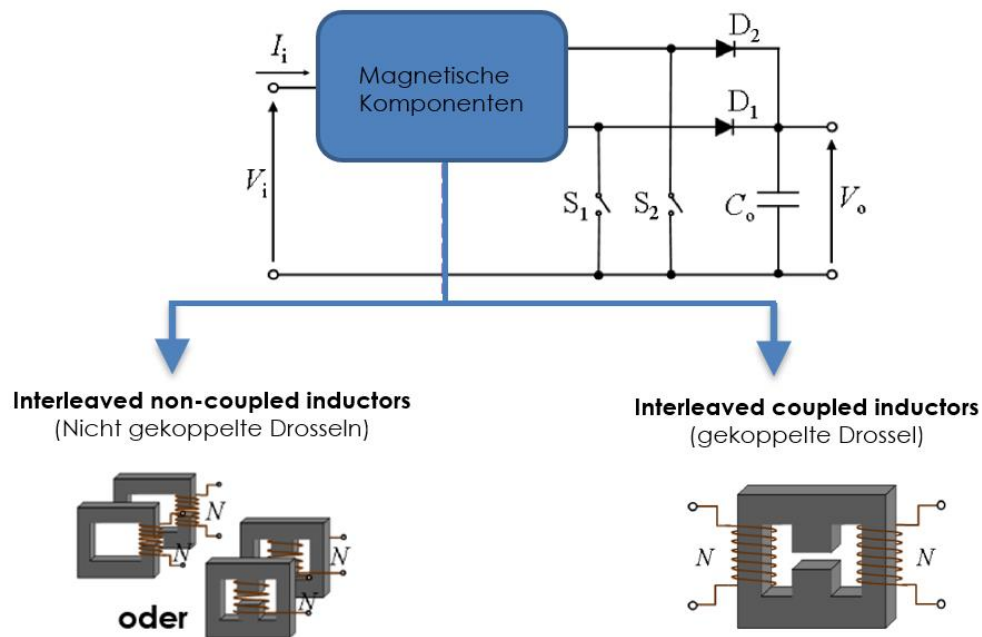 D₂
Iᵢ
Magnetische
Komponenten
D₁
Vᵢ
S₁
S₂
Cₒ
Vₒ
Interleaved non-coupled inductors
(Nicht gekoppelte Drosseln)
N
N
N
N
oder
Interleaved coupled inductors
(gekoppelte Drossel)
N
N